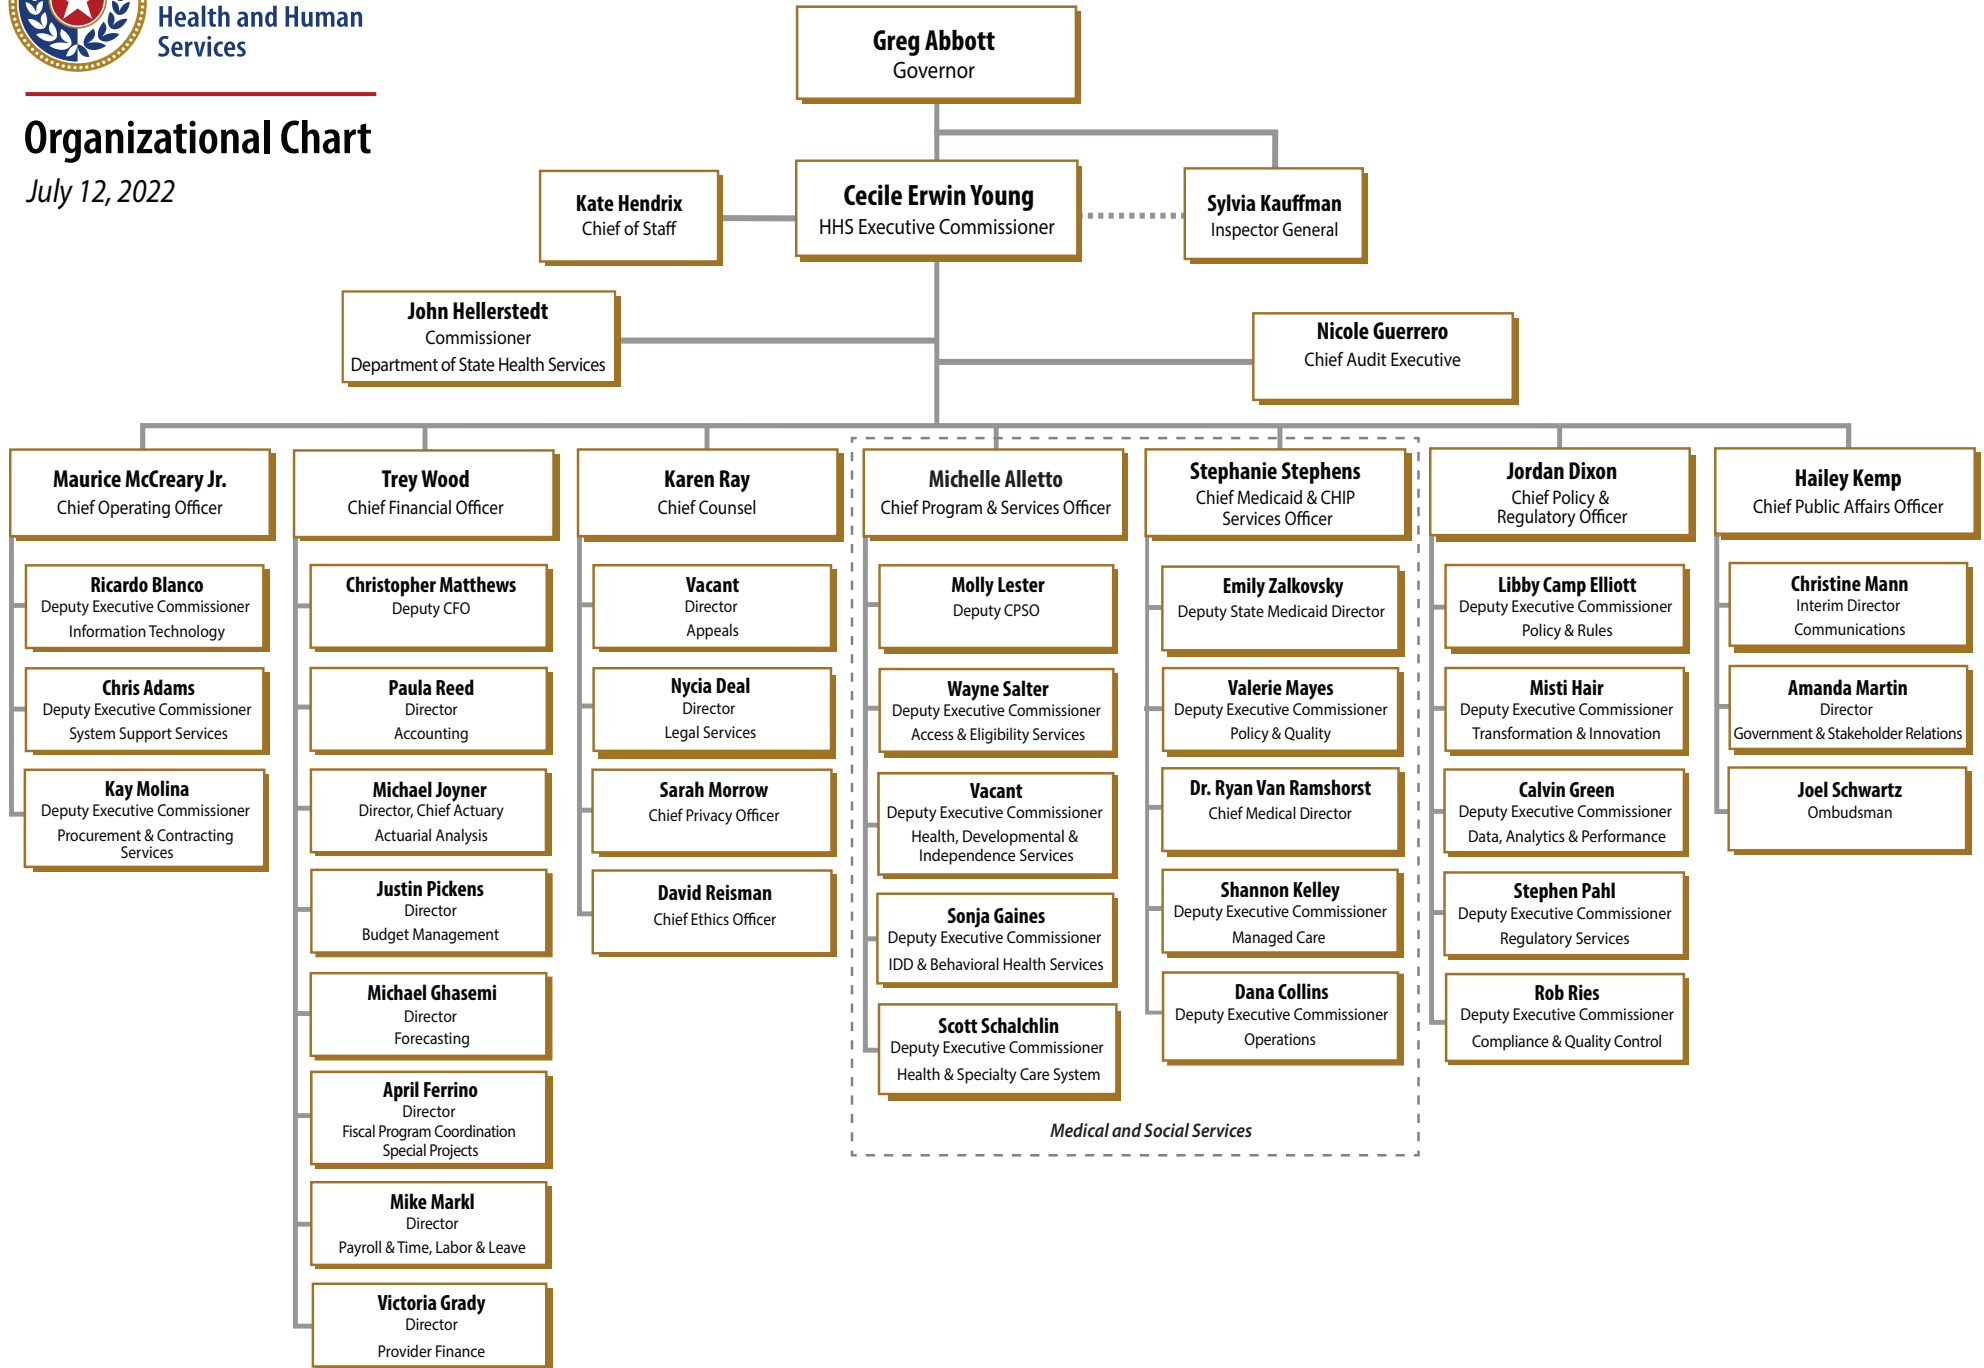 Health and Human
Services
Organizational Chart
July 12, 2022
Greg Abbott
Governor
Kate Hendrix
Chief of Staff
Cecile Erwin Young
HHS Executive Commissioner
Sylvia Kauffman
Inspector General
John Hellerstedt
Commissioner
Department of State Health Services
Nicole Guerrero
Chief Audit Executive
Maurice McCreary Jr.
Chief Operating Officer
Ricardo Blanco
Deputy Executive Commissioner
Information Technology
Chris Adams
Deputy Executive Commissioner
System Support Services
Kay Molina
Deputy Executive Commissioner
Procurement & Contracting
Services
Trey Wood
Chief Financial Officer
Christopher Matthews
Deputy CFO
Paula Reed
Director
Accounting
Michael Joyner
Director, Chief Actuary
Actuarial Analysis
Justin Pickens
Director
Budget Management
Michael Ghasemi
Director
Forecasting
April Ferrino
Director
Fiscal Program Coordination
Special Projects
Mike Markl
Director
Payroll & Time, Labor & Leave
Victoria Grady
Director
Provider Finance
Karen Ray
Chief Counsel
Vacant
Director
Appeals
Nycia Deal
Director
Legal Services
Sarah Morrow
Chief Privacy Officer
David Reisman
Chief Ethics Officer
Michelle Alletto
Chief Program & Services Officer
Molly Lester
Deputy CPSO
Wayne Salter
Deputy Executive Commissioner
Access & Eligibility Services
Vacant
Deputy Executive Commissioner
Health, Developmental &
Independence Services
Sonja Gaines
Deputy Executive Commissioner
IDD & Behavioral Health Services
Scott Schalchlin
Deputy Executive Commissioner
Health & Specialty Care System
Stephanie Stephens
Chief Medicaid & CHIP
Services Officer
Emily Zalkovsky
Deputy State Medicaid Director
Valerie Mayes
Deputy Executive Commissioner
Policy & Quality
Dr. Ryan Van Ramshorst
Chief Medical Director
Shannon Kelley
Deputy Executive Commissioner
Managed Care
Dana Collins
Deputy Executive Commissioner
Operations
Medical and Social Services
Jordan Dixon
Chief Policy &
Regulatory Officer
Libby Camp Elliott
Deputy Executive Commissioner
Policy & Rules
Misti Hair
Deputy Executive Commissioner
Transformation & Innovation
Calvin Green
Deputy Executive Commissioner
Data, Analytics & Performance
Stephen Pahl
Deputy Executive Commissioner
Regulatory Services
Rob Ries
Deputy Executive Commissioner
Compliance & Quality Control
Hailey Kemp
Chief Public Affairs Officer
Christine Mann
Interim Director
Communications
Amanda Martin
Director
Government & Stakeholder Relations
Joel Schwartz
Ombudsman